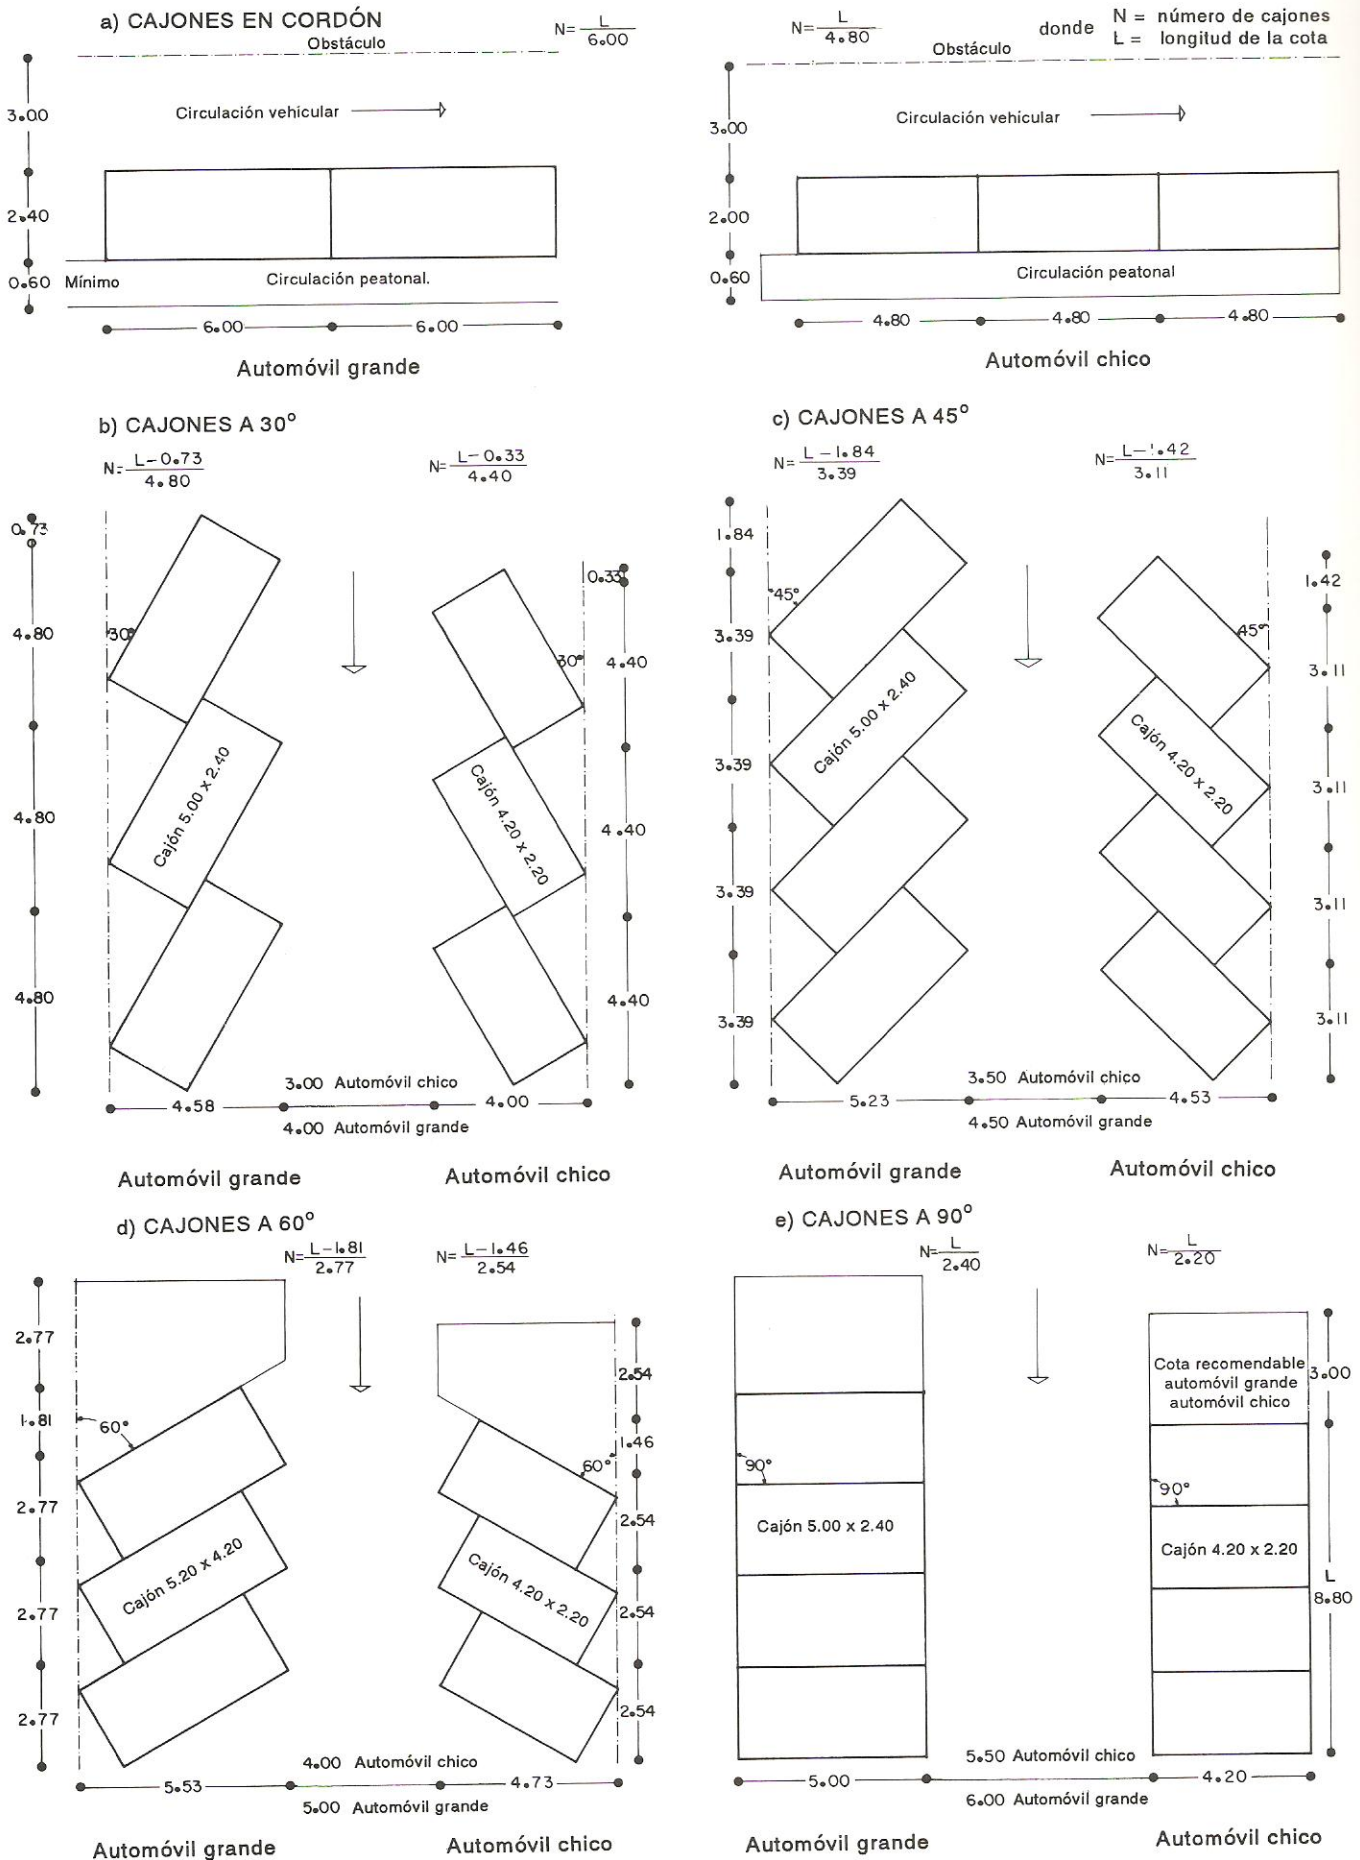 a) CAJONES EN CORDÓN
N= L
6.00
Obstáculo
3.00
Circulación vehicular
2.40
0.60
Mínimo
Circulación peatonal.
6.00
6.00
Automóvil grande
N= L
4.80
donde
N = número de cajones
L = longitud de la cota
Obstáculo
3.00
Circulación vehicular
2.00
0.60
Circulación peatonal
4.80
4.80
4.80
Automóvil chico
b) CAJONES A 30°
N= L-0.73
4.80
N= L-0.33
4.40
0.73
4.80
4.80
4.80
30°
Cajón 5.00 x 2.40
0.33
30°
4.40
4.40
4.40
Cajón 4.20 x 2.20
3.00 Automóvil chico
4.58
4.00
4.00 Automóvil grande
Automóvil grande
Automóvil chico
c) CAJONES A 45°
N= L-1.84
3.39
N= L-1.42
3.11
1.84
3.39
3.39
3.39
3.39
45°
Cajón 5.00 x 2.40
1.42
45°
3.11
3.11
3.11
3.11
Cajón 4.20 x 2.20
3.50 Automóvil chico
5.23
4.53
4.50 Automóvil grande
Automóvil grande
Automóvil chico
d) CAJONES A 60°
N= L-1.81
2.77
N= L-1.46
2.54
2.77
1.81
2.77
2.77
2.77
60°
Cajón 5.20 x 4.20
2.54
1.46
60°
2.54
2.54
2.54
Cajón 4.20 x 2.20
4.00 Automóvil chico
5.53
4.73
5.00 Automóvil grande
Automóvil grande
Automóvil chico
e) CAJONES A 90°
N= L
2.40
N= L
2.20
90°
Cajón 5.00 x 2.40
Cota recomendable
automóvil grande
automóvil chico
3.00
90°
Cajón 4.20 x 2.20
L
8.80
5.50 Automóvil chico
5.00
4.20
6.00 Automóvil grande
Automóvil grande
Automóvil chico